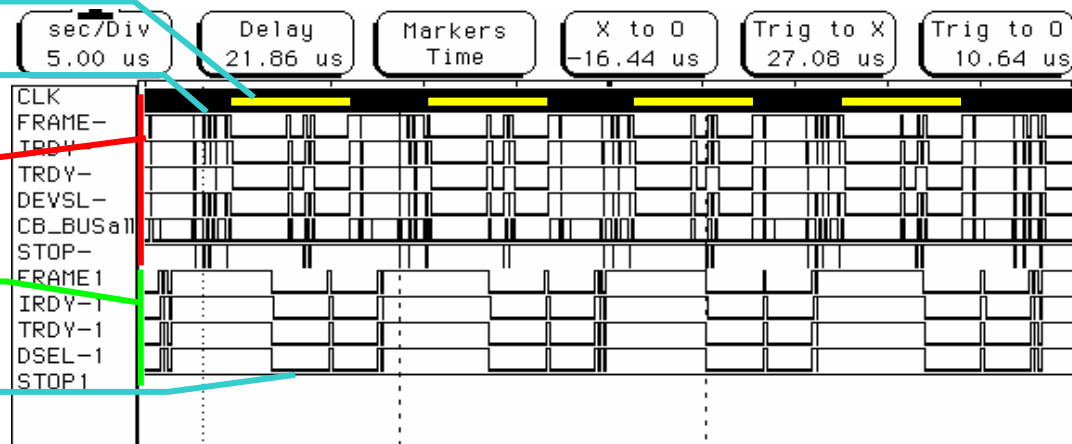 sec/Div Delay Markers X to O Trig to X Trig to O
5.00 us 21.86 us Time -16.44 us 27.08 us 10.64 us
CLK
FRAME-
IRDY-
TRDY-
DEVSL-
CB_BUSall
STOP-
FRAME1
IRDY-1
TRDY-1
DSEL-1
STOP1